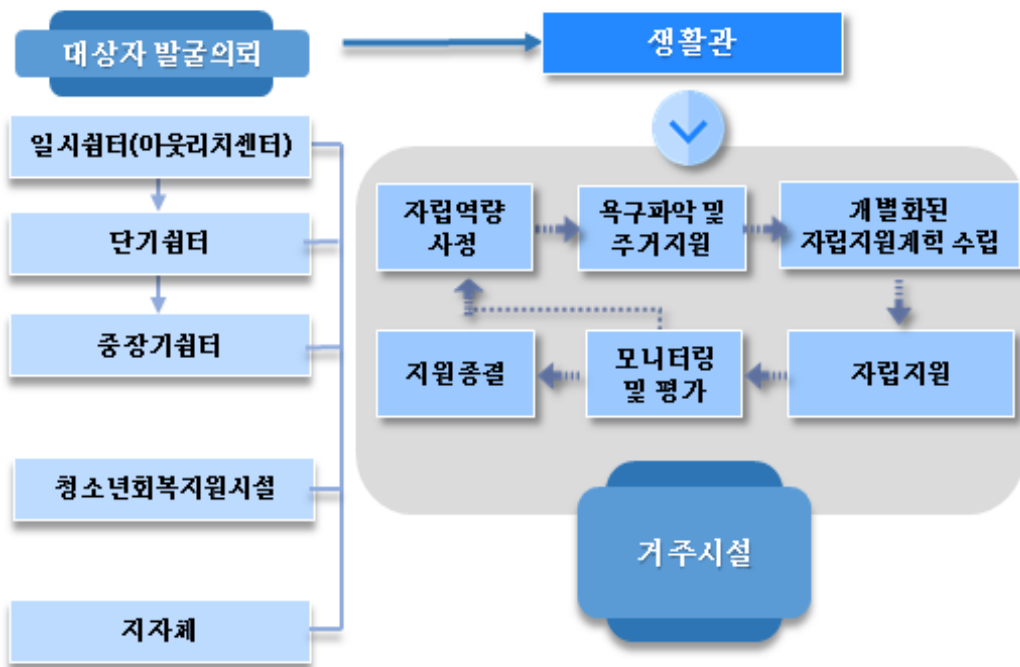 대상자 발굴의뢰
생활관
일시쉼터(아웃리치센터)
단기쉼터
중장기쉼터
청소년회복지원시설
지자체
자립역량
사정
욕구파악 및
주거지원
개별화된
자립지원계획 수립
지원종결
모니터링
및 평가
자립지원
거주시설